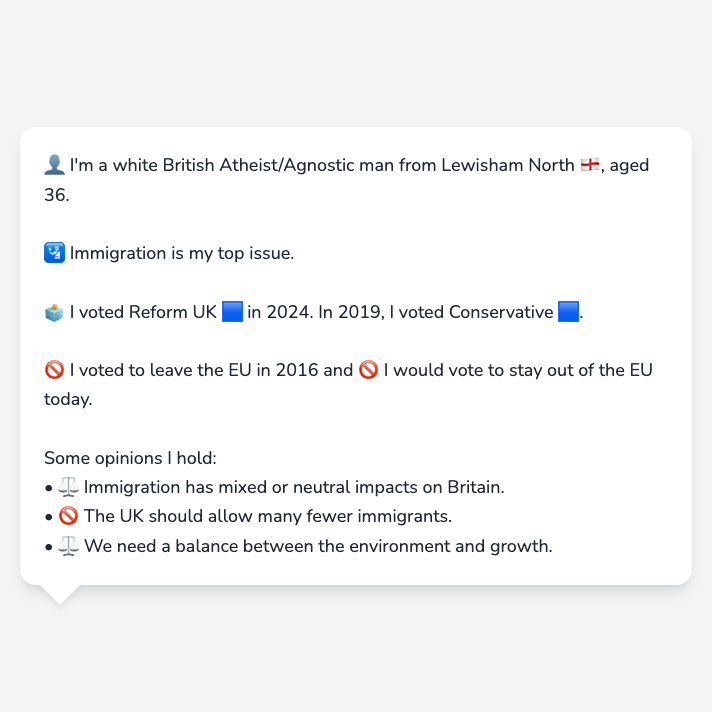 👤 I'm a white British Atheist/Agnostic man from Lewisham North 🏴󠁧󠁢󠁥󠁮󠁧󠁿, aged
36.
🛂 Immigration is my top issue.
🗳️ I voted Reform UK 🟦 in 2024. In 2019, I voted Conservative 🟦.
🚫 I voted to leave the EU in 2016 and 🚫 I would vote to stay out of the EU
today.
Some opinions I hold:
• ⚖️ Immigration has mixed or neutral impacts on Britain.
• 🚫 The UK should allow many fewer immigrants.
• ⚖️ We need a balance between the environment and growth.